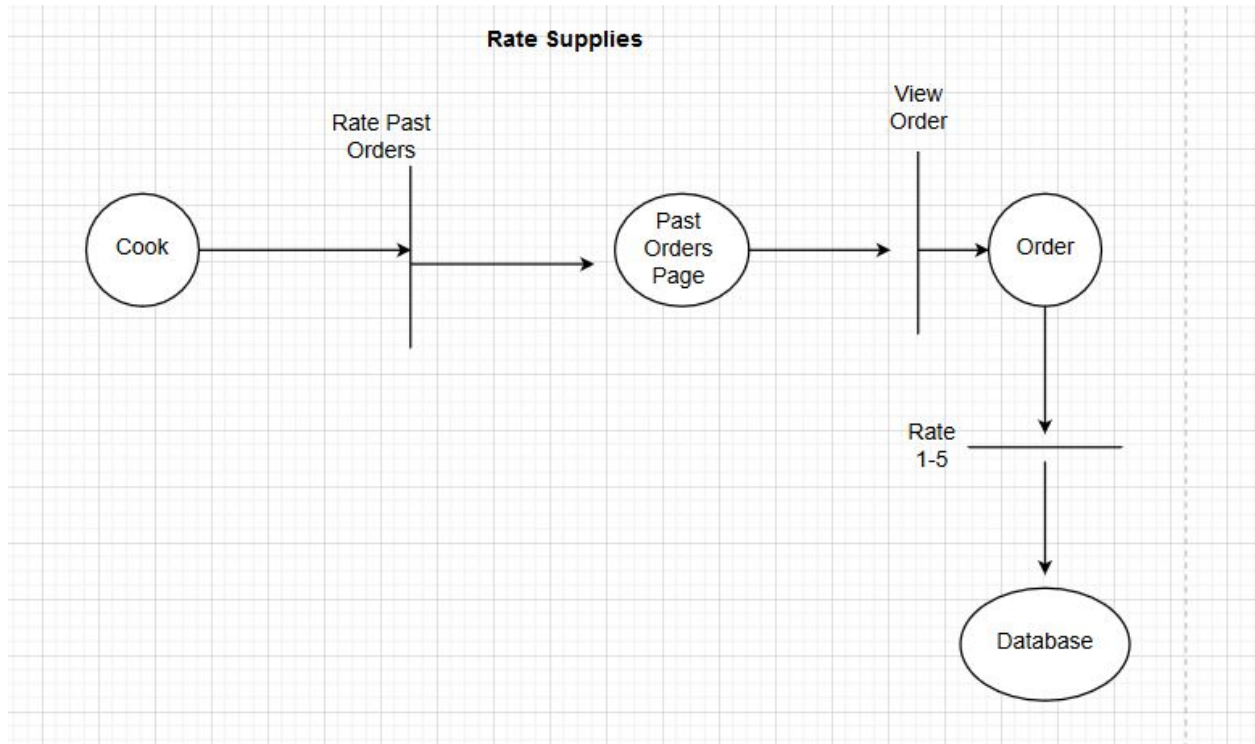 Rate Supplies
Rate Past
Orders
View
Order
Cook
Past
Orders
Page
Order
Rate
1-5
Database